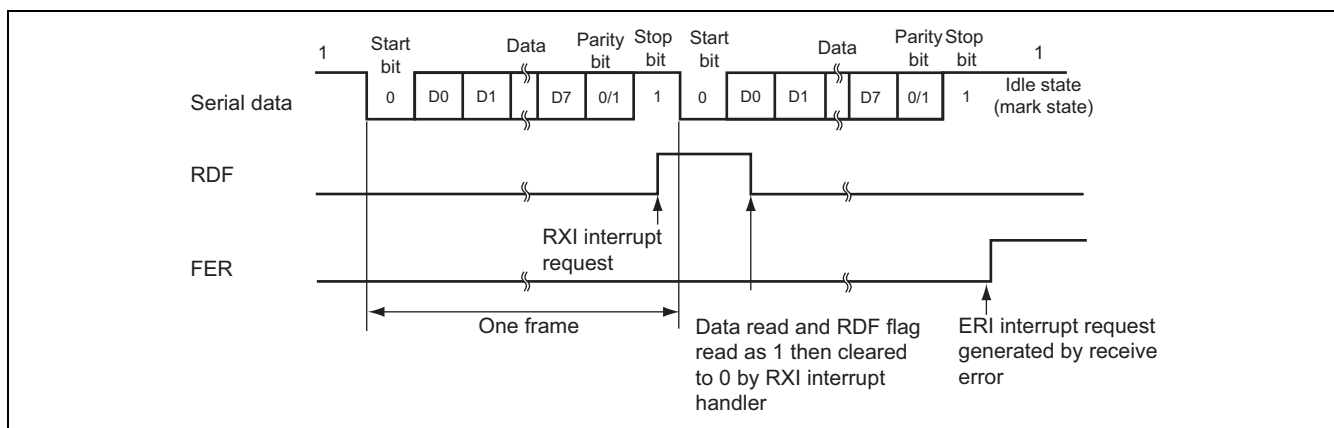 1
Start
bit
Data
Parity
bit
Stop
bit
Start
bit
Data
Parity
bit
Stop
bit
1
Serial data
0
D0
D1
D7
0/1
1
0
D0
D1
D7
0/1
1
Idle state
(mark state)
RDF
RXI interrupt
request
FER
One frame
Data read and RDF flag
read as 1 then cleared
to 0 by RXI interrupt
handler
ERI interrupt request
generated by receive
error